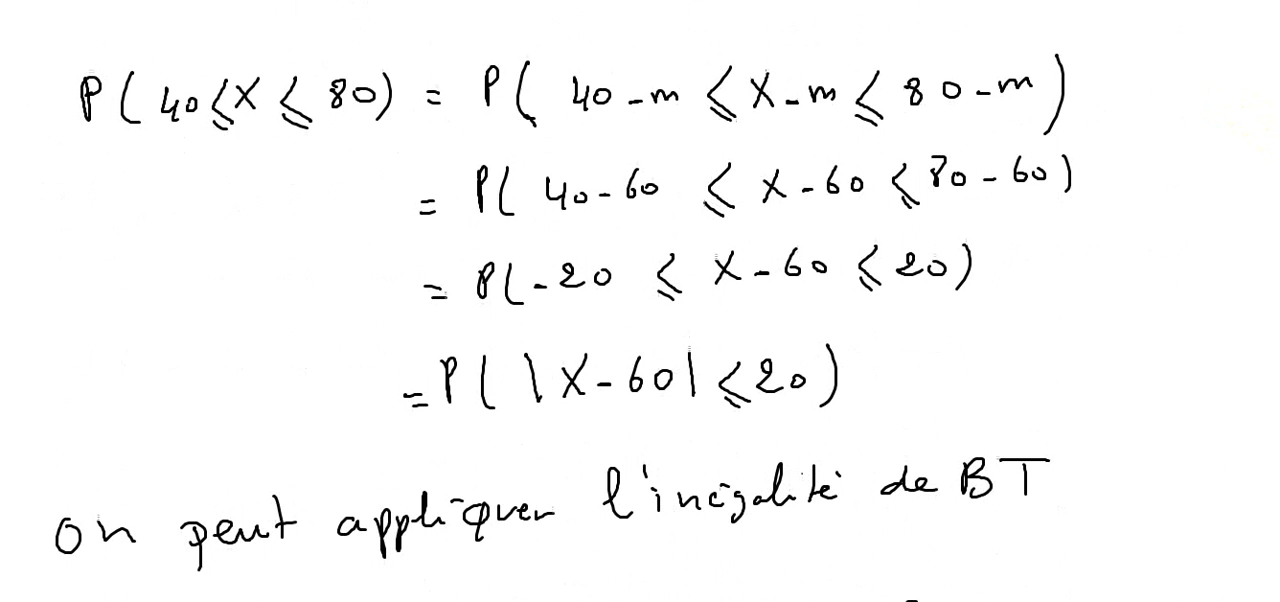 P( 40 ⩽ X ⩽ 80) = P( 40 - m ⩽ X - m ⩽ 80 - m )
= P( 40 - 60 ⩽ X - 60 ⩽ 80 - 60 )
= P( -20 ⩽ X - 60 ⩽ 20 )
= P( |X - 60| ⩽ 20 )
on peut appliquer l'inégalité de BT